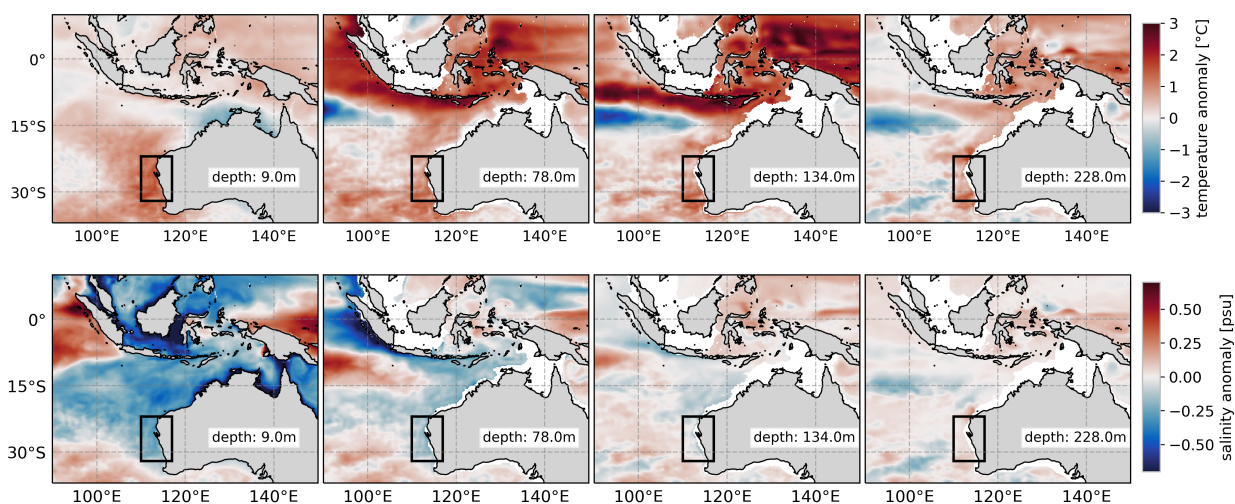 0°
15°S
30°S
depth: 9.0m
depth: 78.0m
depth: 134.0m
depth: 228.0m
100°E 120°E 140°E
100°E 120°E 140°E
100°E 120°E 140°E
100°E 120°E 140°E
3
2
1
0
−1
−2
−3
temperature anomaly [°C]
0°
15°S
30°S
depth: 9.0m
depth: 78.0m
depth: 134.0m
depth: 228.0m
100°E 120°E 140°E
100°E 120°E 140°E
100°E 120°E 140°E
100°E 120°E 140°E
0.50
0.25
0.00
−0.25
−0.50
salinity anomaly [psu]